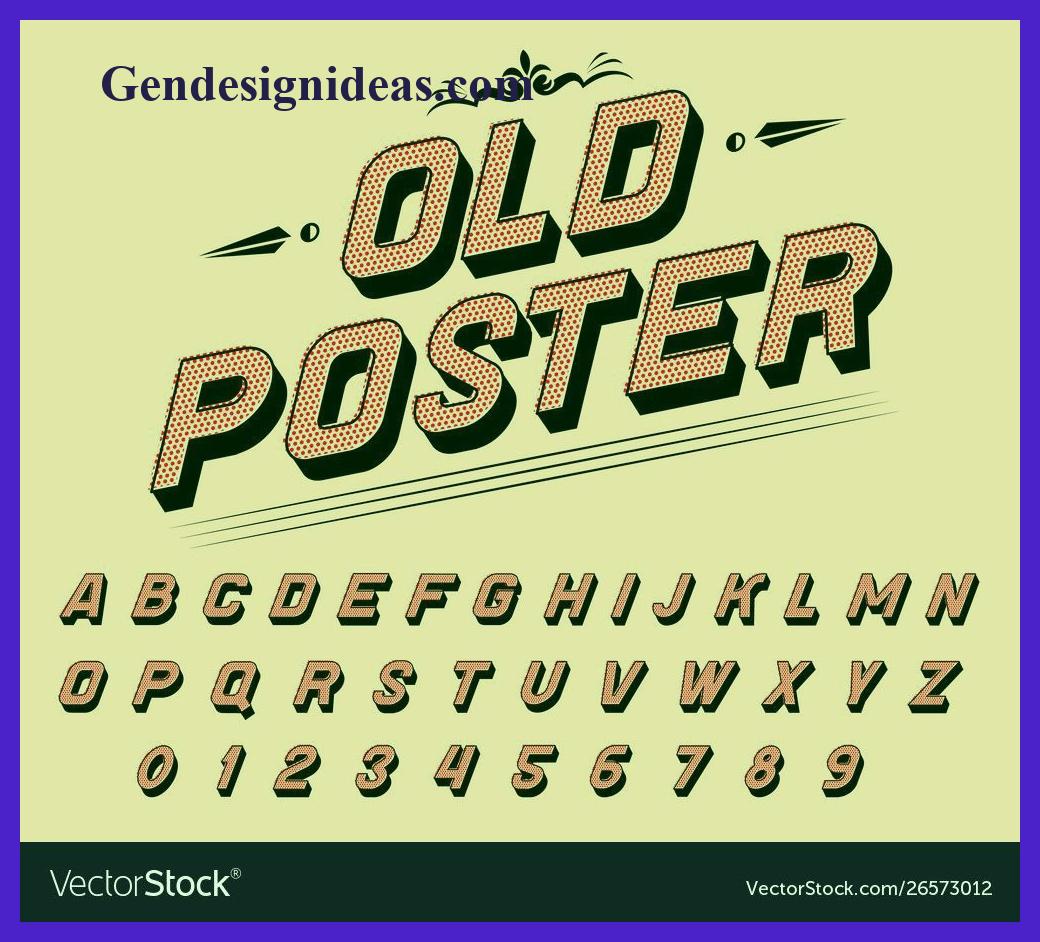 Gendesignideas.com
OLD
POSTER
A B C D E F G H I J K L M N
O P Q R S T U V W X Y Z
0 1 2 3 4 5 6 7 8 9
VectorStock®
VectorStock.com/26573012